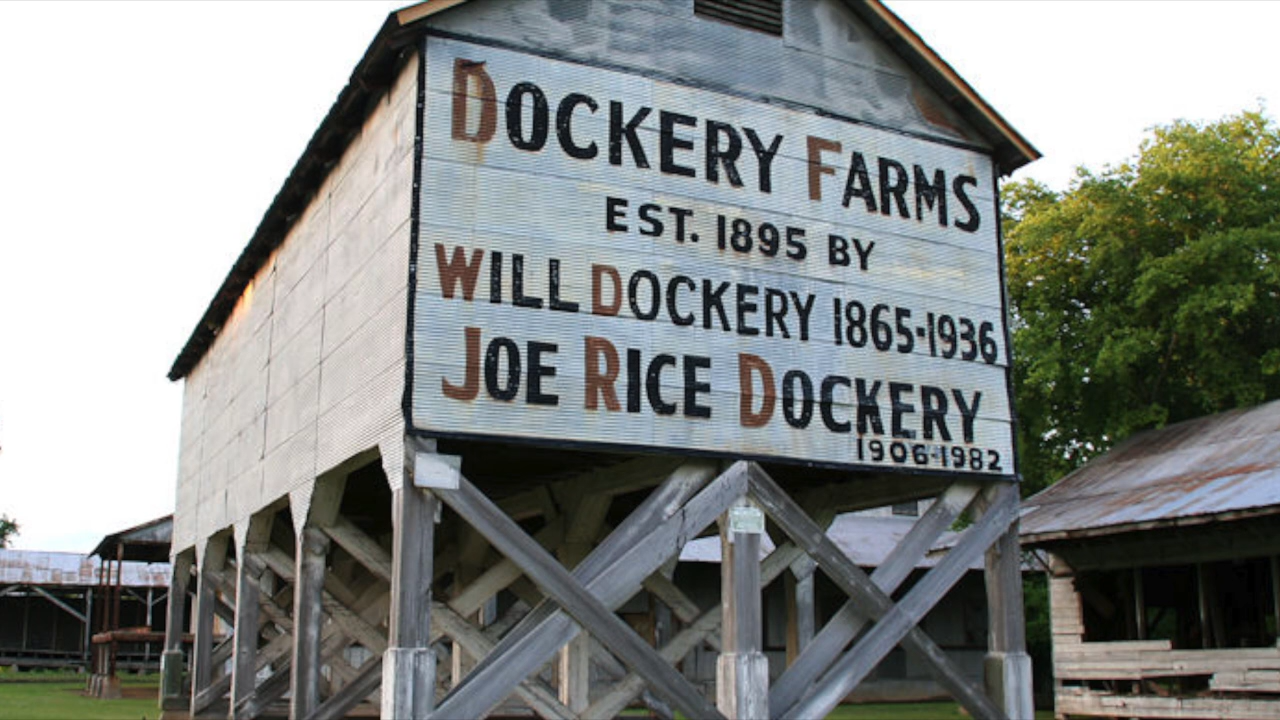 DOCKERY FARMS
EST. 1895 BY
WILL DOCKERY 1865-1936
JOE RICE DOCKERY
1906-1982